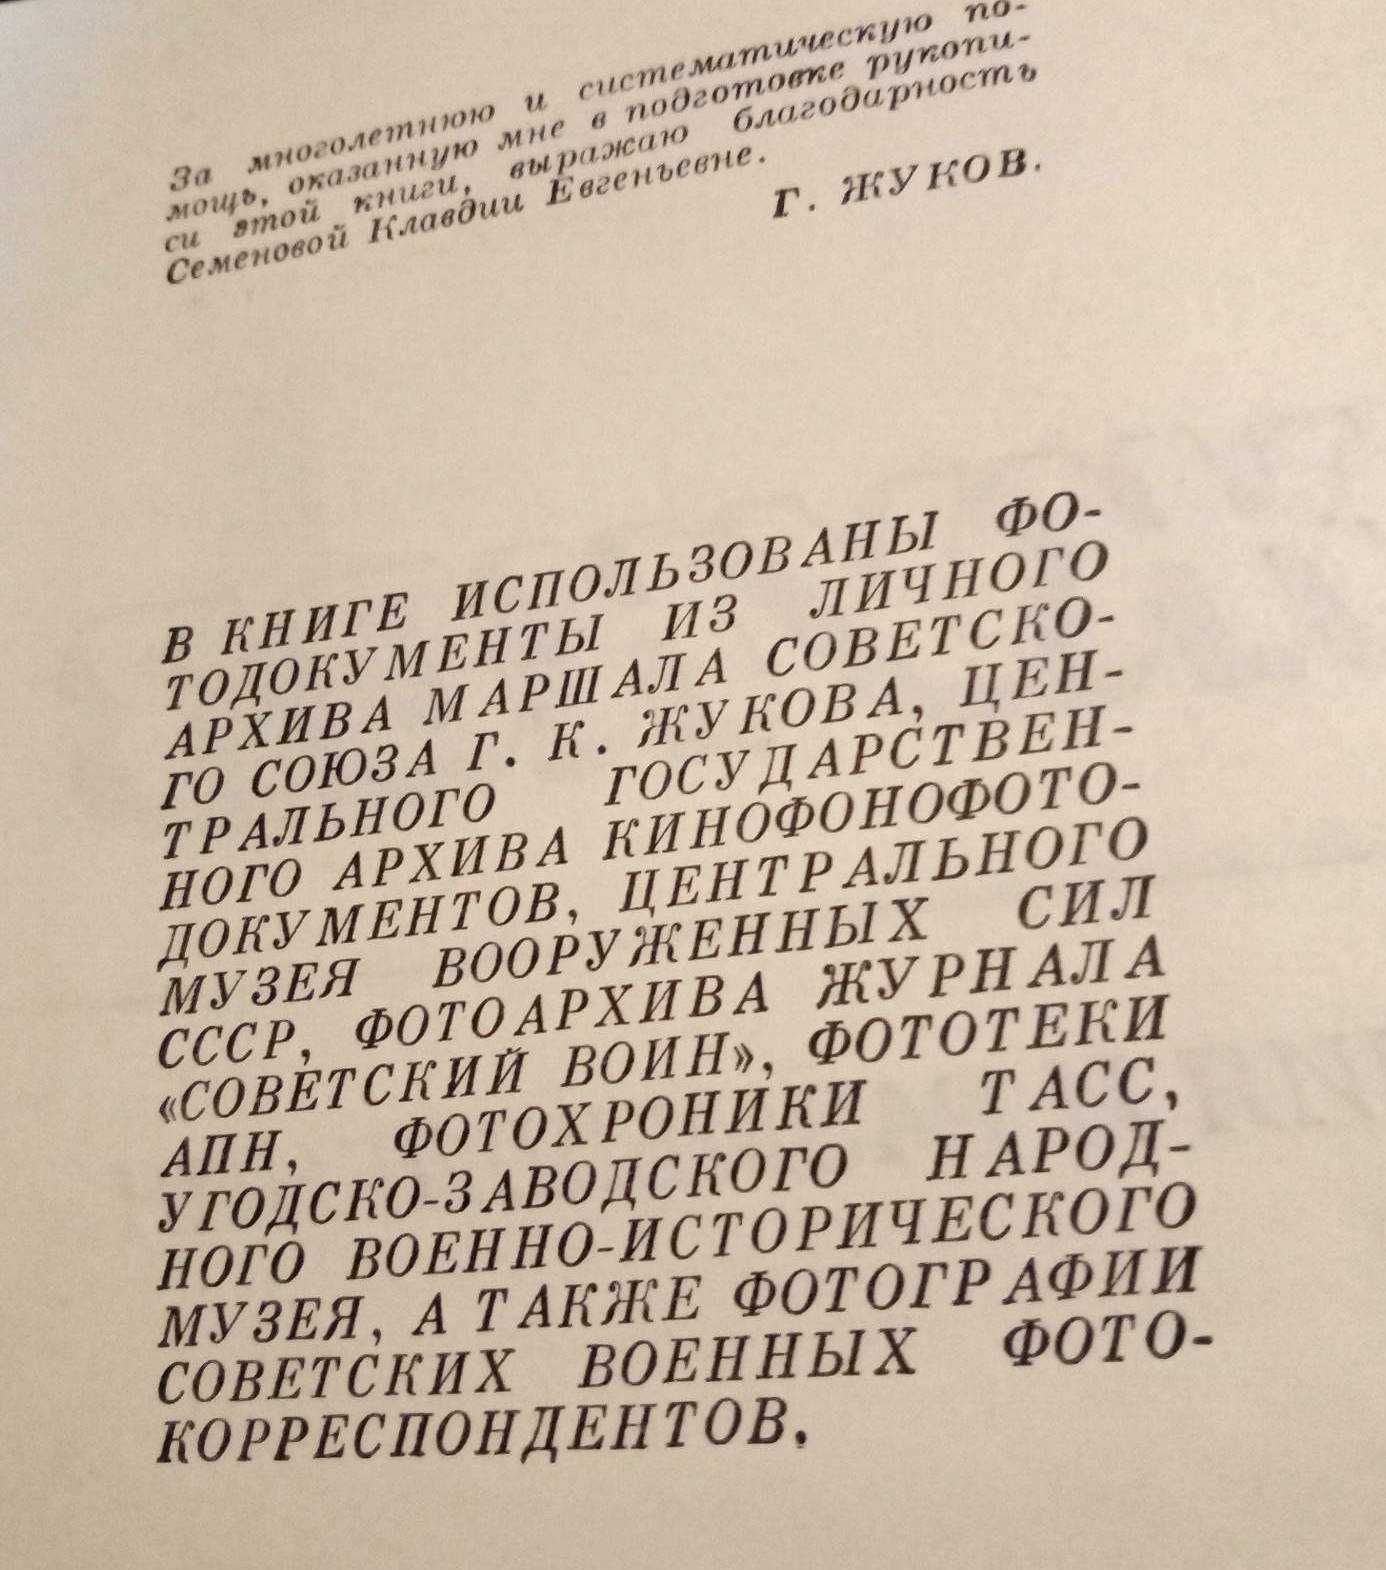 За многолетнюю и систематическую по-
мощь, оказанную мне в подготовке рукопи-
си этой книги, выражаю благодарность
Семеновой Клавдии Евгеньевне.
Г. ЖУКОВ.
В КНИГЕ ИСПОЛЬЗОВАНЫ ФО-
ТОДОКУМЕНТЫ ИЗ ЛИЧНОГО
АРХИВА МАРШАЛА СОВЕТСКО-
ГО СОЮЗА Г. К. ЖУКОВА, ЦЕН-
ТРАЛЬНОГО ГОСУДАРСТВЕН-
НОГО АРХИВА КИНОФОНОФОТО-
ДОКУМЕНТОВ, ЦЕНТРАЛЬНОГО
МУЗЕЯ ВООРУЖЕННЫХ СИЛ
СССР, ФОТОАРХИВА ЖУРНАЛА
«СОВЕТСКИЙ ВОИН», ФОТОТЕКИ
АПН, ФОТОХРОНИКИ ТАСС,
УГОДСКО-ЗАВОДСКОГО НАРОД-
НОГО ВОЕННО-ИСТОРИЧЕСКОГО
МУЗЕЯ, А ТАКЖЕ ФОТОГРАФИИ
СОВЕТСКИХ ВОЕННЫХ ФОТО-
КОРРЕСПОНДЕНТОВ.